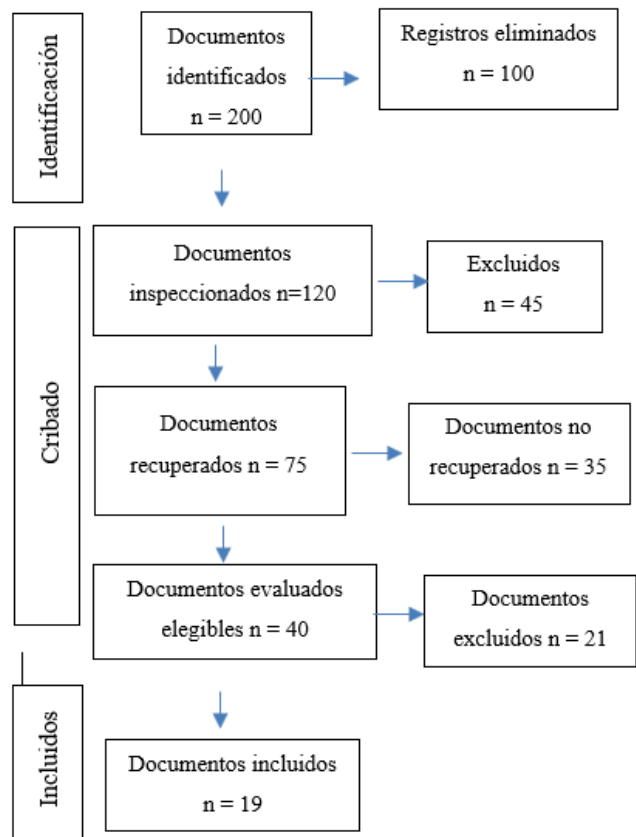 Identificación
Documentos
identificados
n = 200
Registros eliminados
n = 100
Cribado
Documentos
inspeccionados n=120
Excluidos
n = 45
Documentos
recuperados n = 75
Documentos no
recuperados n = 35
Documentos evaluados
elegibles n = 40
Documentos
excluidos n = 21
Incluidos
Documentos incluidos
n = 19